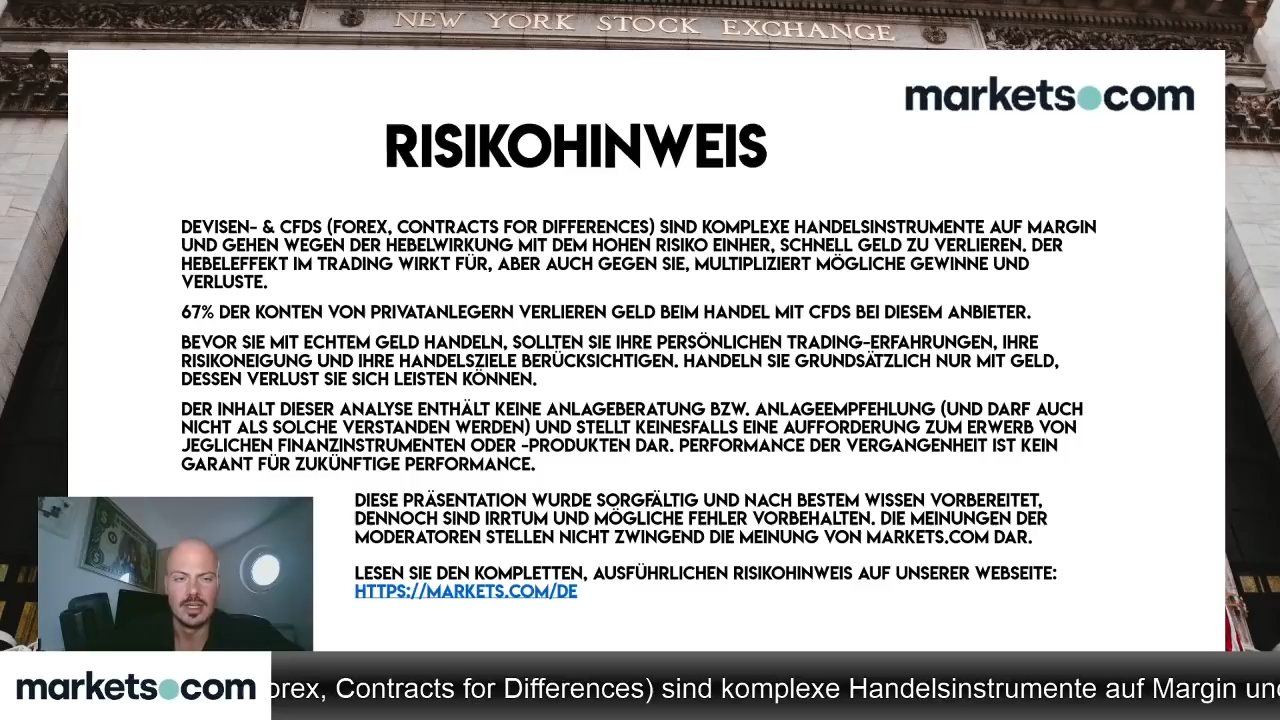 NEW YORK STOCK EXCHANGE
markets.com
RISIKOHINWEIS
DEVISEN- & CFDS (FOREX, CONTRACTS FOR DIFFERENCES) SIND KOMPLEXE HANDELSINSTRUMENTE AUF MARGIN
UND GEHEN WEGEN DER HEBELWIRKUNG MIT DEM HOHEN RISIKO EINHER, SCHNELL GELD ZU VERLIEREN. DER
HEBELEFFEKT IM TRADING WIRKT FÜR, ABER AUCH GEGEN SIE, MULTIPLIZIERT MÖGLICHE GEWINNE UND
VERLUSTE.
67% DER KONTEN VON PRIVATANLEGERN VERLIEREN GELD BEIM HANDEL MIT CFDS BEI DIESEM ANBIETER.
BEVOR SIE MIT ECHTEM GELD HANDELN, SOLLTEN SIE IHRE PERSÖNLICHEN TRADING-ERFAHRUNGEN, IHRE
RISIKONEIGUNG UND IHRE HANDELSZIELE BERÜCKSICHTIGEN. HANDELN SIE GRUNDSÄTZLICH NUR MIT GELD,
DESSEN VERLUST SIE SICH LEISTEN KÖNNEN.
DER INHALT DIESER ANALYSE ENTHÄLT KEINE ANLAGEBERATUNG BZW. ANLAGEEMPFEHLUNG (UND DARF AUCH
NICHT ALS SOLCHE VERSTANDEN WERDEN) UND STELLT KEINESFALLS EINE AUFFORDERUNG ZUM ERWERB VON
JEGLICHEN FINANZINSTRUMENTEN ODER -PRODUKTEN DAR. PERFORMANCE DER VERGANGENHEIT IST KEIN
GARANT FÜR ZUKÜNFTIGE PERFORMANCE.
DIESE PRÄSENTATION WURDE SORGFÄLTIG UND NACH BESTEM WISSEN VORBEREITET,
DENNOCH SIND IRRTUM UND MÖGLICHE FEHLER VORBEHALTEN. DIE MEINUNGEN DER
MODERATOREN STELLEN NICHT ZWINGEND DIE MEINUNG VON MARKETS.COM DAR.
LESEN SIE DEN KOMPLETTEN, AUSFÜHRLICHEN RISIKOHINWEIS AUF UNSERER WEBSEITE:
HTTPS://MARKETS.COM/DE
markets.com
orex, Contracts for Differences) sind komplexe Handelsinstrumente auf Margin und